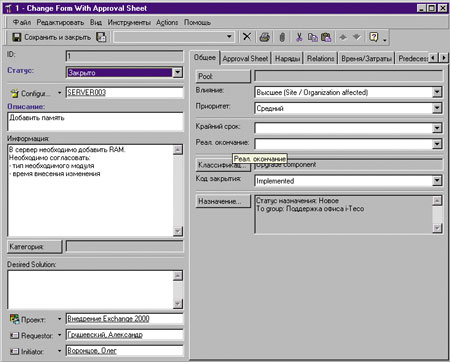 1 - Change Form With Approval Sheet
Файл Редактировать Вид Инструменты Actions Помощь
Сохранить и закрыть
ID: 1
Статус: Закрыто
Configur... SERVER003
Описание:
Добавить память
Информация:
В сервер необходимо добавить RAM.
Необходимо согласовать:
- тип необходимого модуля
- время внесения изменения
Категория
Desired Solution:
Проект: Внедрение Exchange 2000
Requestor: Грушевский, Александр
Initiator: Воронцов, Олег
Общее Approval Sheet Наряды Relations Время/Затраты Predecess
Pool:
Влияние: Высшее (Site / Organization affected)
Приоритет: Средний
Крайний срок:
Реал. окончание:
Реал. окончание
Классификац... Upgrade component
Код закрытия: Implemented
Назначение...
Статус назначения: Новое
To group: Поддержка офиса i-Teco